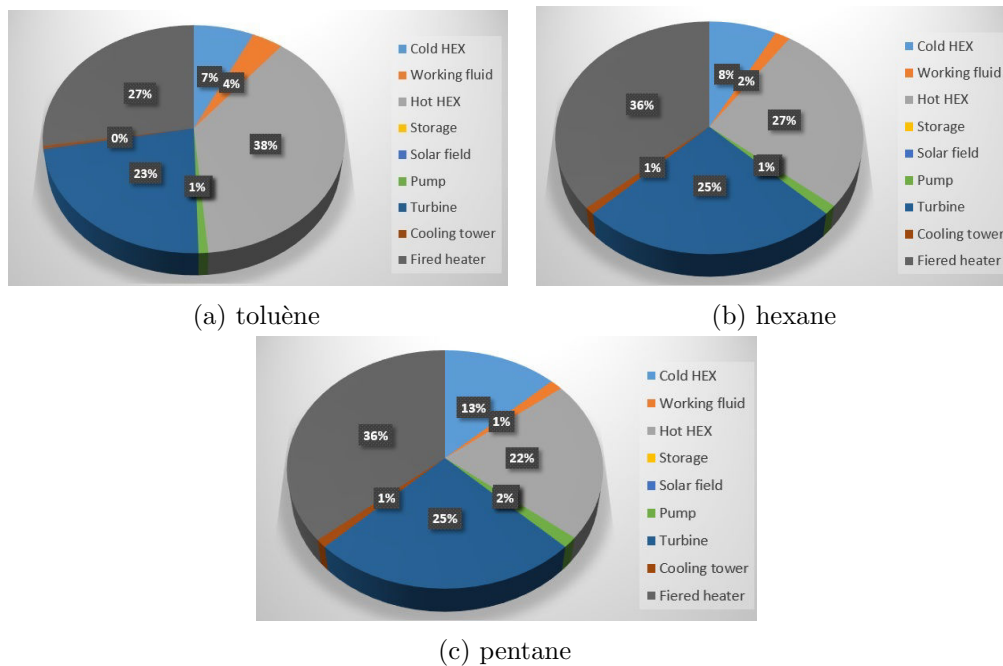 7%
4%
38%
1%
23%
0%
27%
Cold HEX
Working fluid
Hot HEX
Storage
Solar field
Pump
Turbine
Cooling tower
Fired heater
(a) toluène
8%
2%
27%
1%
25%
1%
36%
Cold HEX
Working fluid
Hot HEX
Storage
Solar field
Pump
Turbine
Cooling tower
Fiered heater
(b) hexane
13%
1%
22%
2%
25%
1%
36%
Cold HEX
Working fluid
Hot HEX
Storage
Solar field
Pump
Turbine
Cooling tower
Fiered heater
(c) pentane